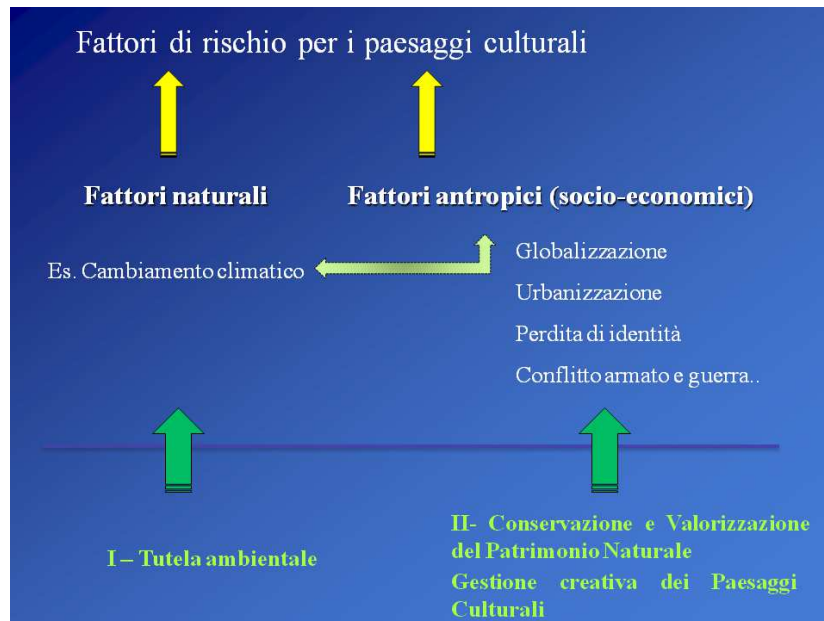 Fattori di rischio per i paesaggi culturali
Fattori naturali
Fattori antropici (socio-economici)
Es. Cambiamento climatico
Globalizzazione
Urbanizzazione
Perdita di identità
Conflitto armato e guerra..
I – Tutela ambientale
II- Conservazione e Valorizzazione
del Patrimonio Naturale
Gestione creativa dei Paesaggi
Culturali